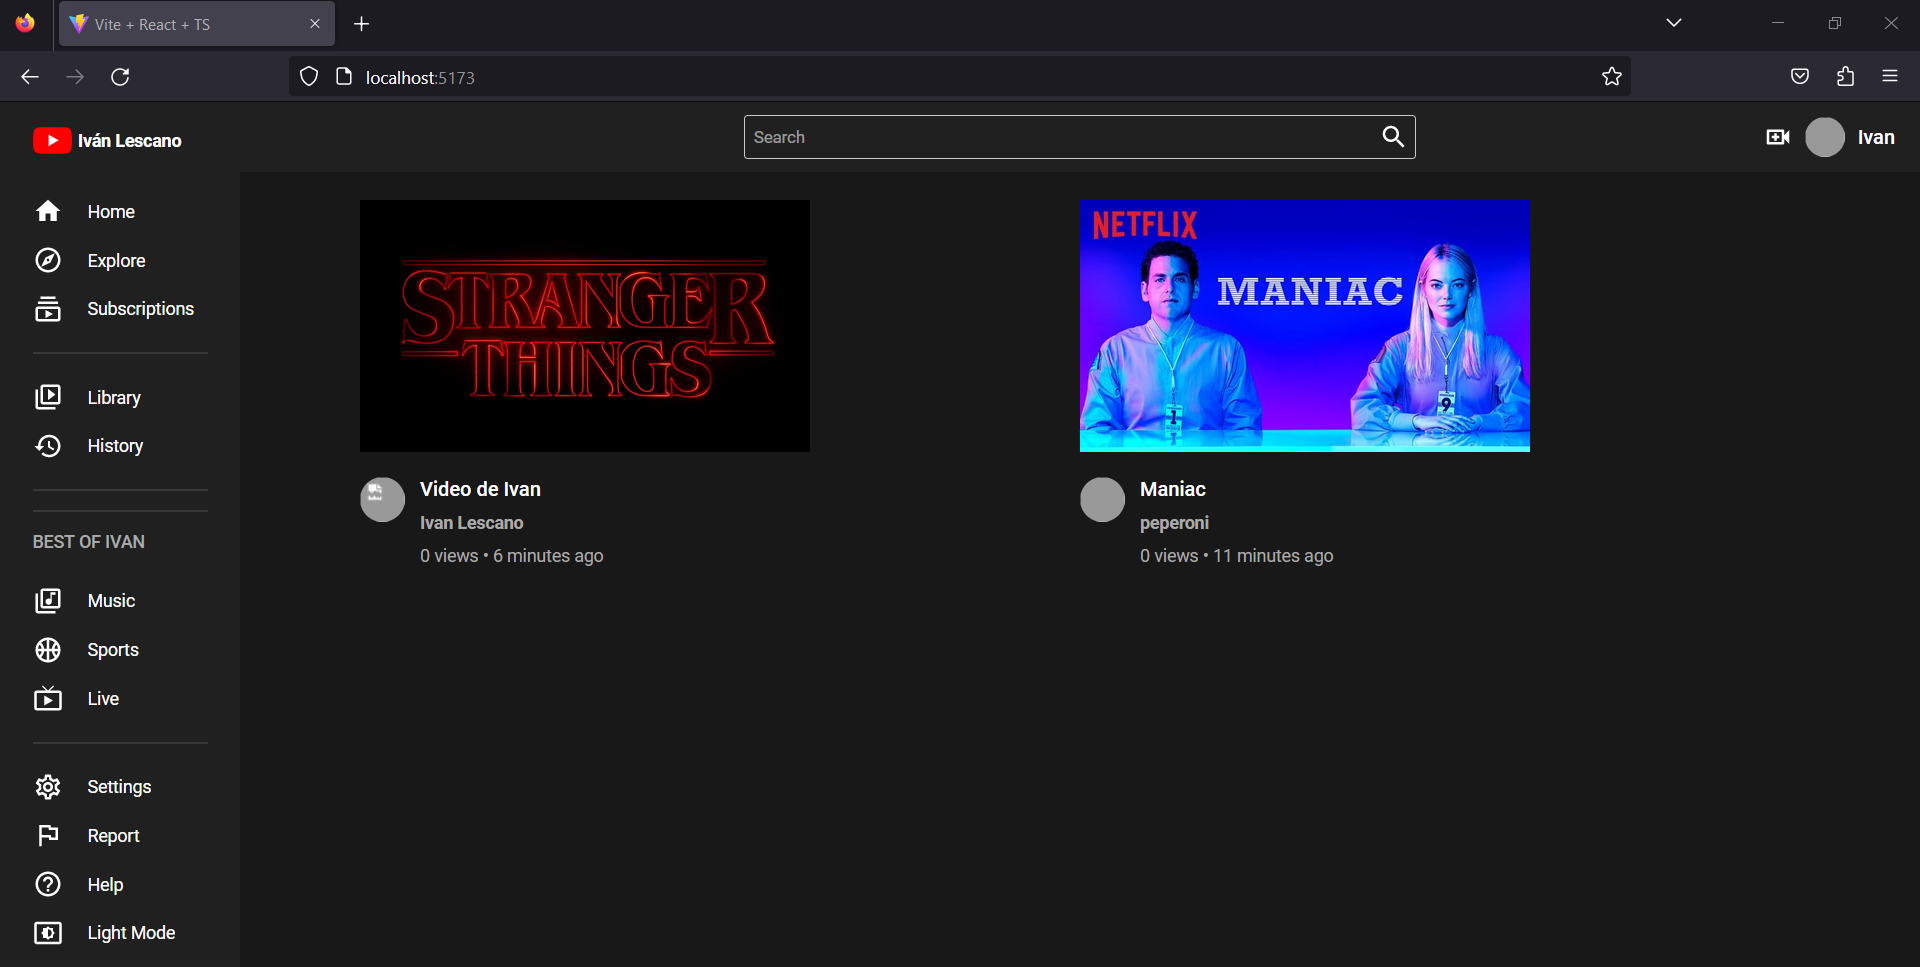 Vite + React + TS
localhost:5173
Iván Lescano
Search
Ivan
Home
Explore
Subscriptions
Library
History
BEST OF IVAN
Music
Sports
Live
Settings
Report
Help
Light Mode
STRANGER
THINGS
Video de Ivan
Ivan Lescano
0 views • 6 minutes ago
NETFLIX
MANIAC
1
9
Maniac
peperoni
0 views • 11 minutes ago